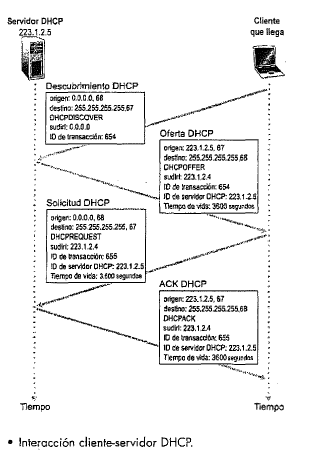 Servidor DHCP
223.1.2.5
Cliente
que llega
Descubrimiento DHCP
origen: 0.0.0.0, 68
destino: 255.255.255.255,67
DHCPDISCOVER
sudirI: 0.0.0.0
ID de transacción: 654
Oferta DHCP
origen: 223.1.2.5, 67
destino: 255.255.255.255,68
DHCPOFFER
sudirI: 223.1.2.4
ID de transacción: 654
ID de servidor DHCP: 223.1.2.5
Tiempo de vida: 3600 segundos
Solicitud DHCP
origen: 0.0.0.0, 68
destino: 255.255.255.255, 67
DHCPREQUEST
sudirI: 223.1.2.4
ID de transacción: 655
ID de servidor DHCP: 223.1.2.5
Tiempo de vida: 3600 segundos
ACK DHCP
origen: 223.1.2.5, 67
destino: 255.255.255.255,68
DHCPACK
sudirI: 223.1.2.4
ID de transacción: 655
ID de servidor DHCP: 223.1.2.5
Tiempo de vida: 3600 segundos
Tiempo
Tiempo
• Interacción cliente-servidor DHCP.